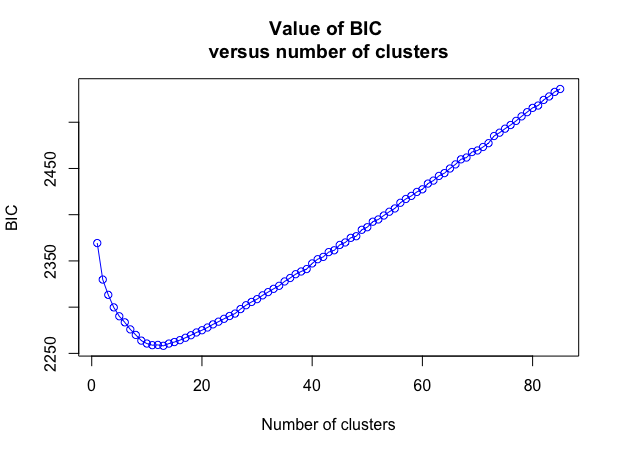 Value of BIC
versus number of clusters
BIC
2450
2350
2250
0 20 40 60 80
Number of clusters